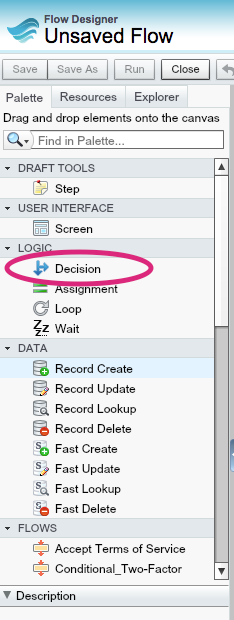 Flow Designer
Unsaved Flow
Save Save As Run Close
Palette Resources Explorer
Drag and drop elements onto the canvas
Find in Palette...
DRAFT TOOLS
Step
USER INTERFACE
Screen
LOGIC
Decision
Assignment
Loop
Wait
DATA
Record Create
Record Update
Record Lookup
Record Delete
Fast Create
Fast Update
Fast Lookup
Fast Delete
FLOWS
Accept Terms of Service
Conditional_Two-Factor
Description